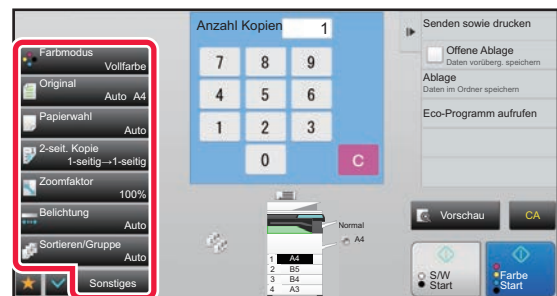 Farbmodus
Vollfarbe
Original
Auto A4
Papierwahl
Auto
2-seit. Kopie
1-seitig→1-seitig
Zoomfaktor
100%
Belichtung
Auto
Sortieren/Gruppe
Auto
Sonstiges
Anzahl Kopien
1
7 8 9
4 5 6
1 2 3
0 C
Normal
A4
1 A4
2 B5
3 B4
4 A3
Senden sowie drucken
Offene Ablage
Daten vorüberg. speichern
Ablage
Daten im Ordner speichern
Eco-Programm aufrufen
Vorschau
CA
S/W
Start
Farbe
Start